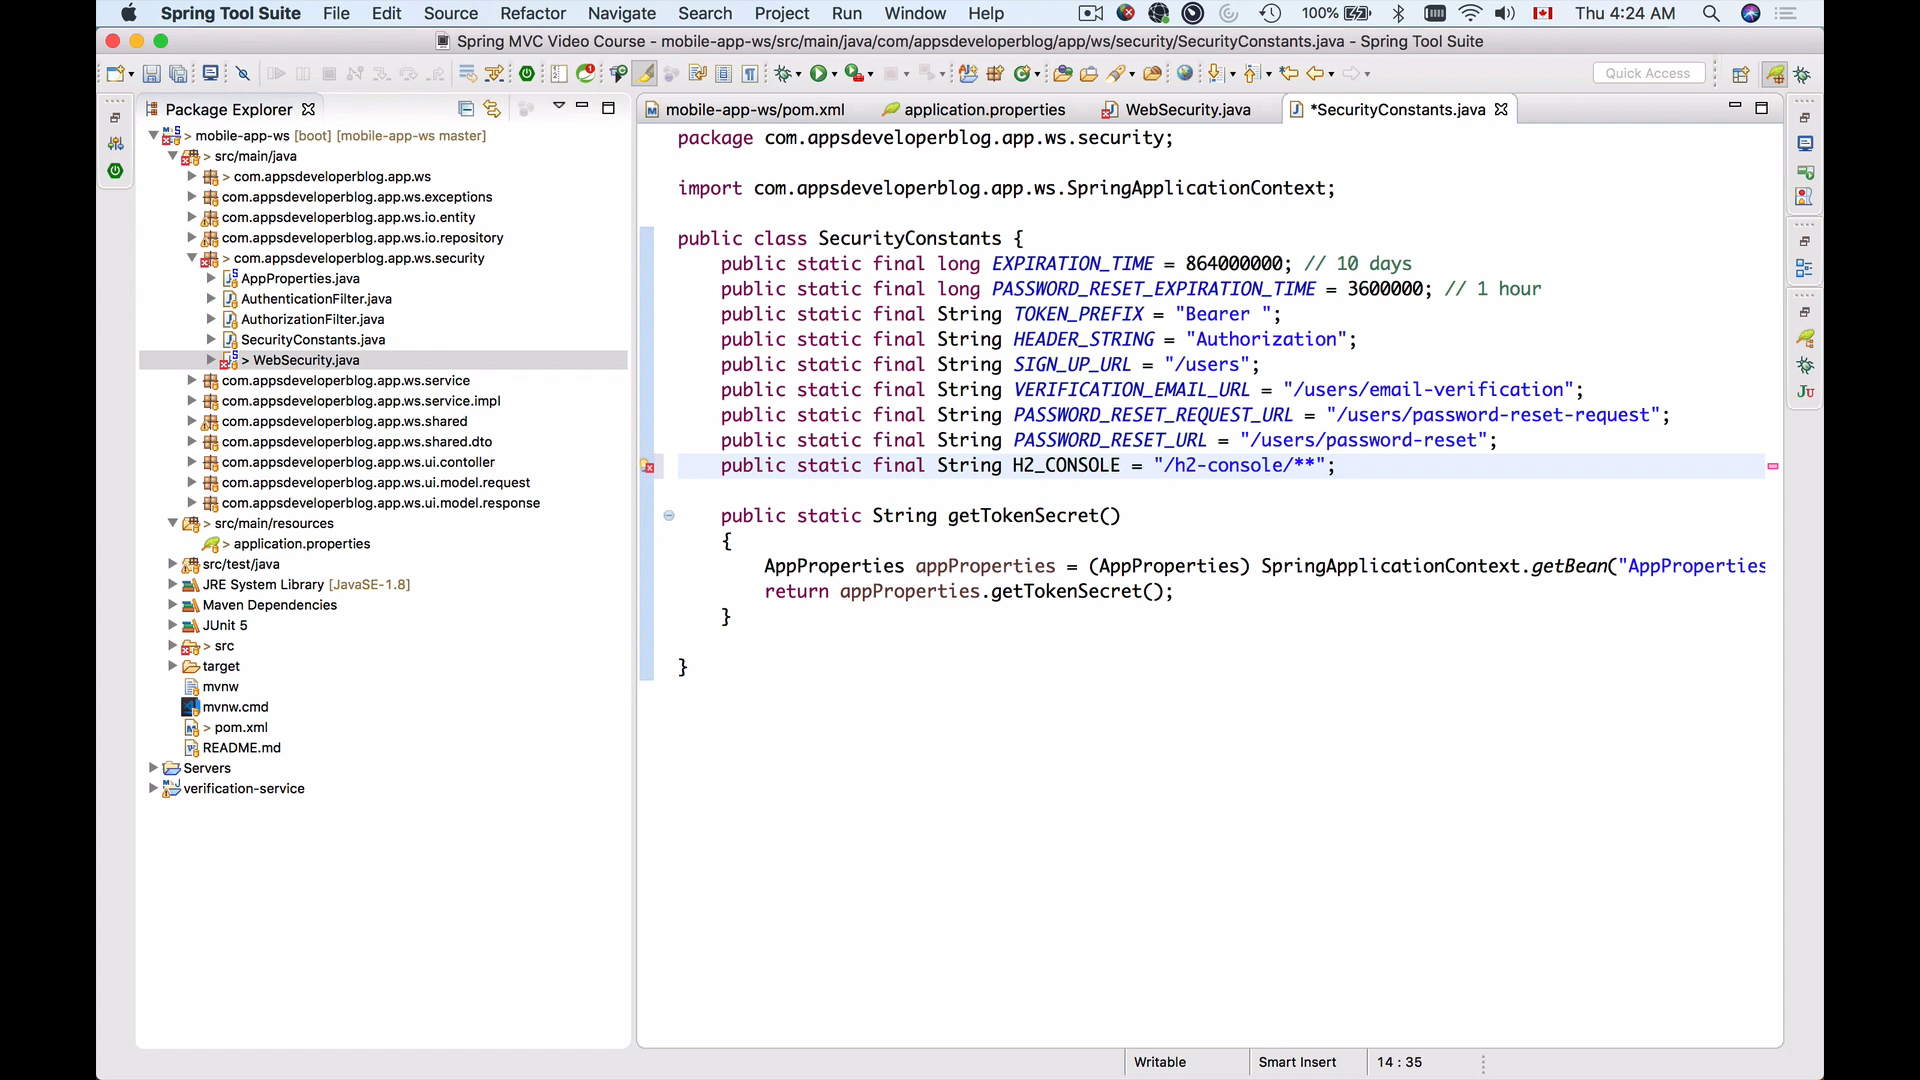 Spring Tool Suite File Edit Source Refactor Navigate Search Project Run Window Help 100% Thu 4:24 AM
Spring MVC Video Course - mobile-app-ws/src/main/java/com/appsdeveloperblog/app/ws/security/SecurityConstants.java - Spring Tool Suite
Quick Access
Package Explorer
mobile-app-ws/pom.xml application.properties WebSecurity.java *SecurityConstants.java
> mobile-app-ws [boot] [mobile-app-ws master]
> src/main/java
> com.appsdeveloperblog.app.ws
com.appsdeveloperblog.app.ws.exceptions
com.appsdeveloperblog.app.ws.io.entity
com.appsdeveloperblog.app.ws.io.repository
> com.appsdeveloperblog.app.ws.security
AppProperties.java
AuthenticationFilter.java
AuthorizationFilter.java
SecurityConstants.java
> WebSecurity.java
com.appsdeveloperblog.app.ws.service
com.appsdeveloperblog.app.ws.service.impl
com.appsdeveloperblog.app.ws.shared
com.appsdeveloperblog.app.ws.shared.dto
com.appsdeveloperblog.app.ws.ui.contoller
com.appsdeveloperblog.app.ws.ui.model.request
com.appsdeveloperblog.app.ws.ui.model.response
> src/main/resources
> application.properties
src/test/java
JRE System Library [JavaSE-1.8]
Maven Dependencies
JUnit 5
> src
target
mvnw
mvnw.cmd
> pom.xml
README.md
Servers
verification-service
package com.appsdeveloperblog.app.ws.security;
import com.appsdeveloperblog.app.ws.SpringApplicationContext;
public class SecurityConstants {
public static final long EXPIRATION_TIME = 864000000; // 10 days
public static final long PASSWORD_RESET_EXPIRATION_TIME = 3600000; // 1 hour
public static final String TOKEN_PREFIX = "Bearer ";
public static final String HEADER_STRING = "Authorization";
public static final String SIGN_UP_URL = "/users";
public static final String VERIFICATION_EMAIL_URL = "/users/email-verification";
public static final String PASSWORD_RESET_REQUEST_URL = "/users/password-reset-request";
public static final String PASSWORD_RESET_URL = "/users/password-reset";
public static final String H2_CONSOLE = "/h2-console/**";
public static String getTokenSecret()
{
AppProperties appProperties = (AppProperties) SpringApplicationContext.getBean("AppProperties
return appProperties.getTokenSecret();
}
}
Writable Smart Insert 14 : 35